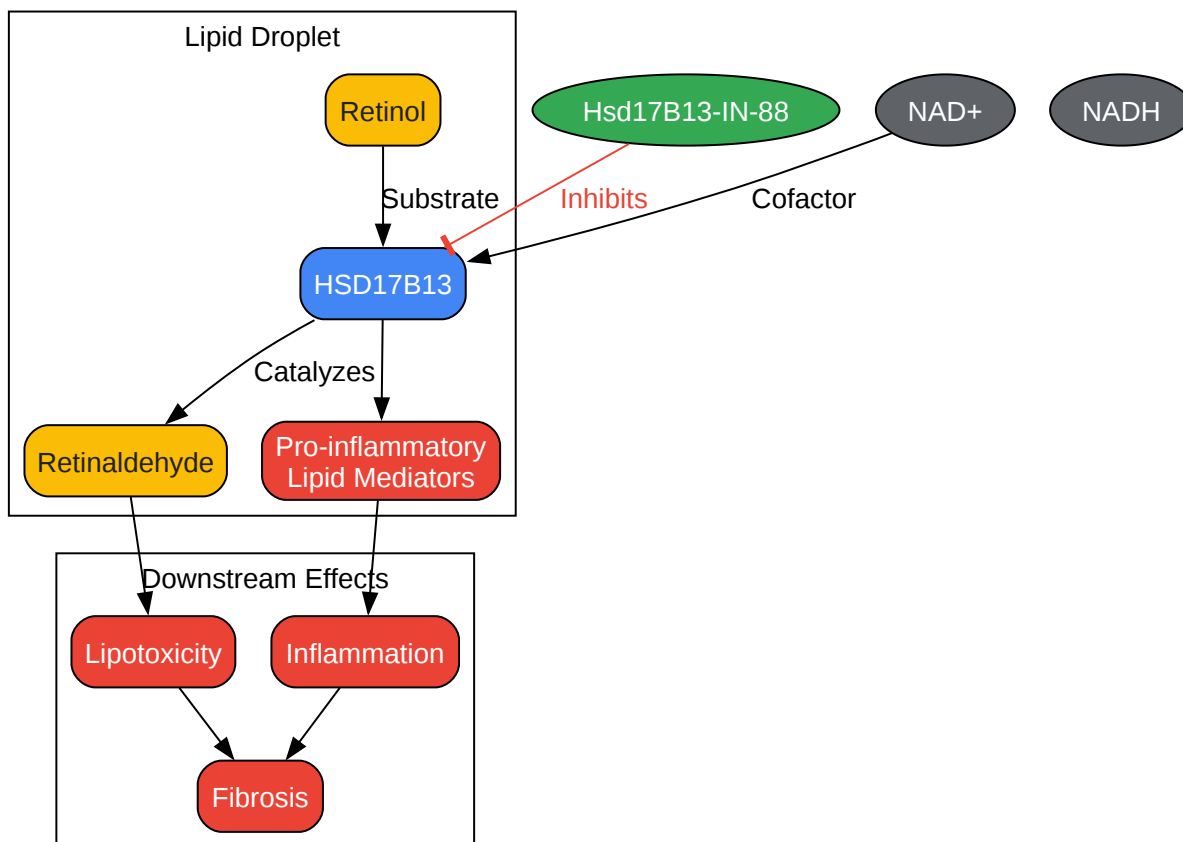 Lipid Droplet
Retinol
Hsd17B13-IN-88
NAD+
NADH
Substrate
Inhibits
Cofactor
HSD17B13
Catalyzes
Retinaldehyde
Pro-inflammatory
Lipid Mediators
Downstream Effects
Lipotoxicity
Inflammation
Fibrosis